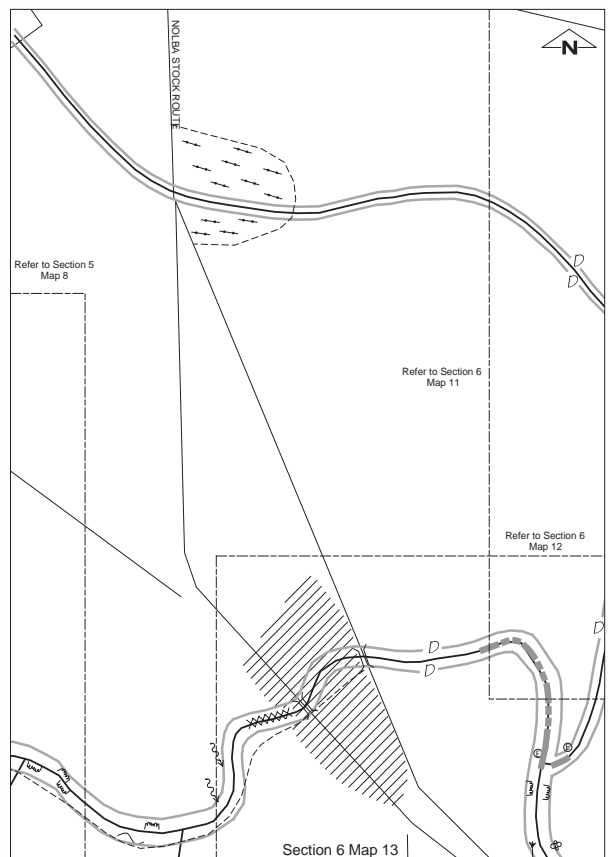 NOLBA STOCK ROUTE
N
Refer to Section 5
Map 8
D
D
Refer to Section 6
Map 11
Refer to Section 6
Map 12
D
D
D
E
E
Section 6 Map 13